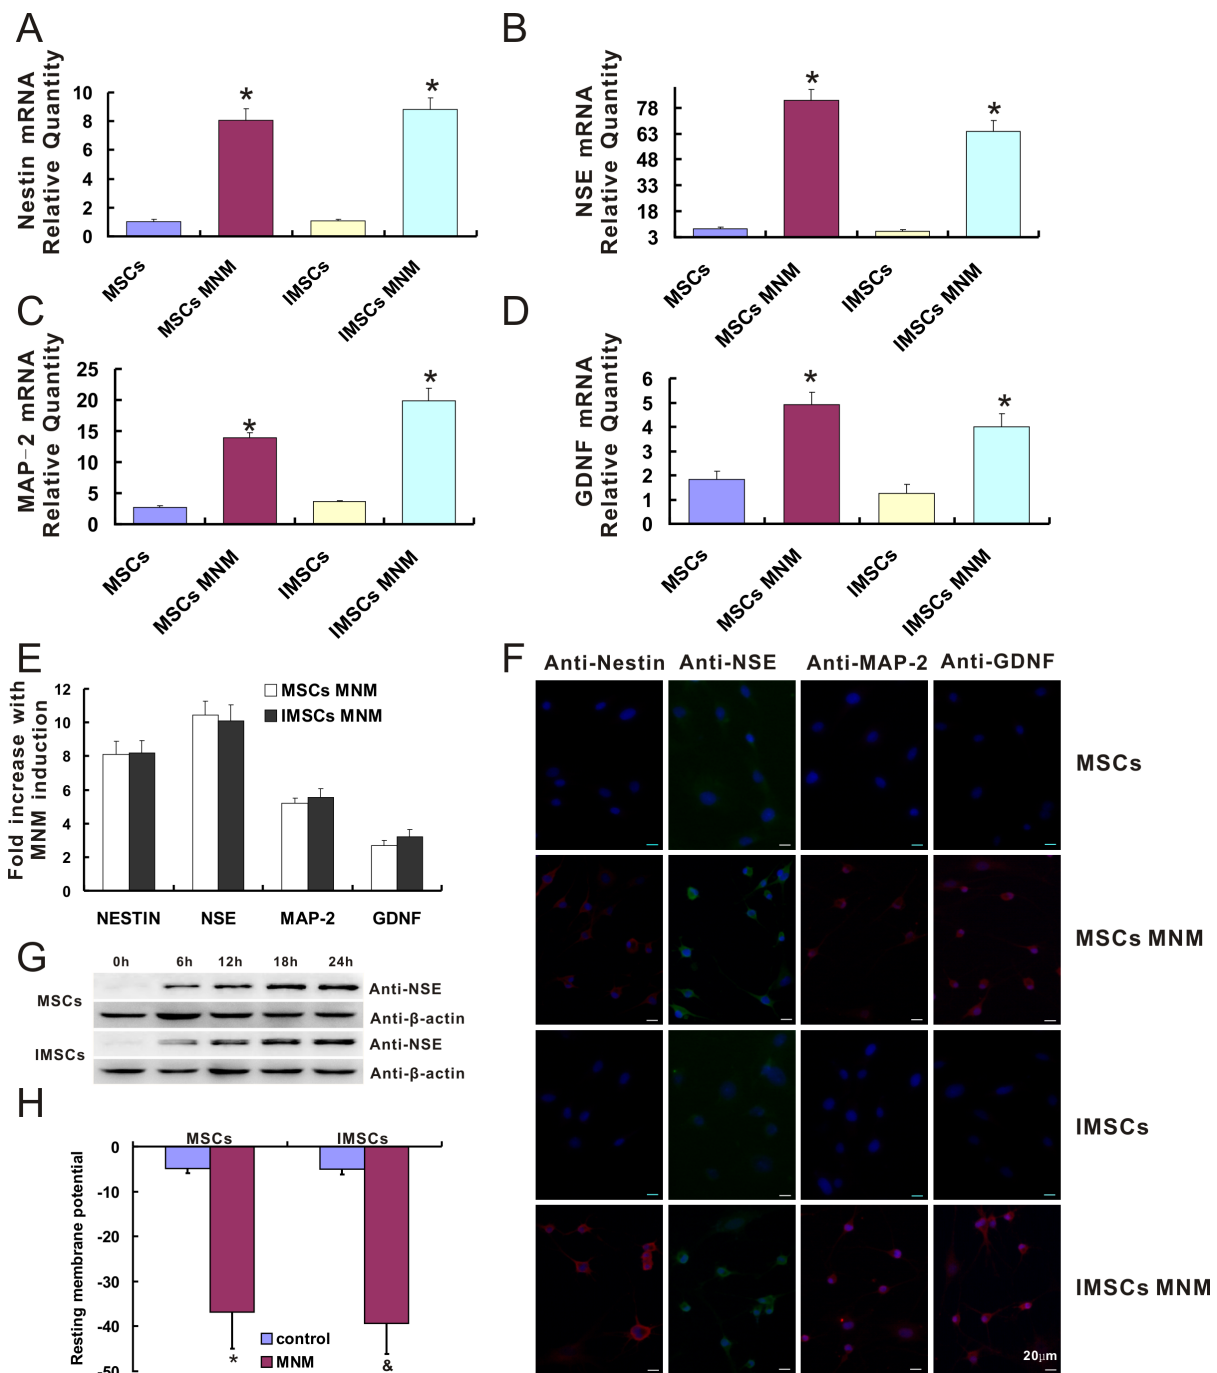 A
Nestin mRNA
Relative Quantity
10
8
6
4
2
0
*
*
MSCs
MSCs MNM
IMSCs
IMSCs MNM
B
NSE mRNA
Relative Quantity
78
63
48
33
18
3
*
*
MSCs
MSCs MNM
IMSCs
IMSCs MNM
C
MAP-2 mRNA
Relative Quantity
25
20
15
10
5
0
*
*
MSCs
MSCs MNM
IMSCs
IMSCs MNM
D
GDNF mRNA
Relative Quantity
6
5
4
3
2
1
0
*
*
MSCs
MSCs MNM
IMSCs
IMSCs MNM
E
Fold increase with
MNM induction
12
10
8
6
4
2
0
MSCs MNM
IMSCs MNM
NESTIN NSE MAP-2 GDNF
F
Anti-Nestin Anti-NSE Anti-MAP-2 Anti-GDNF
MSCs
MSCs MNM
IMSCs
IMSCs MNM
20μm
G
0h 6h 12h 18h 24h
MSCs
Anti-NSE
Anti-β-actin
IMSCs
Anti-NSE
Anti-β-actin
H
Resting membrane potential
0
-10
-20
-30
-40
-50
MSCs IMSCs
control
MNM
*
&